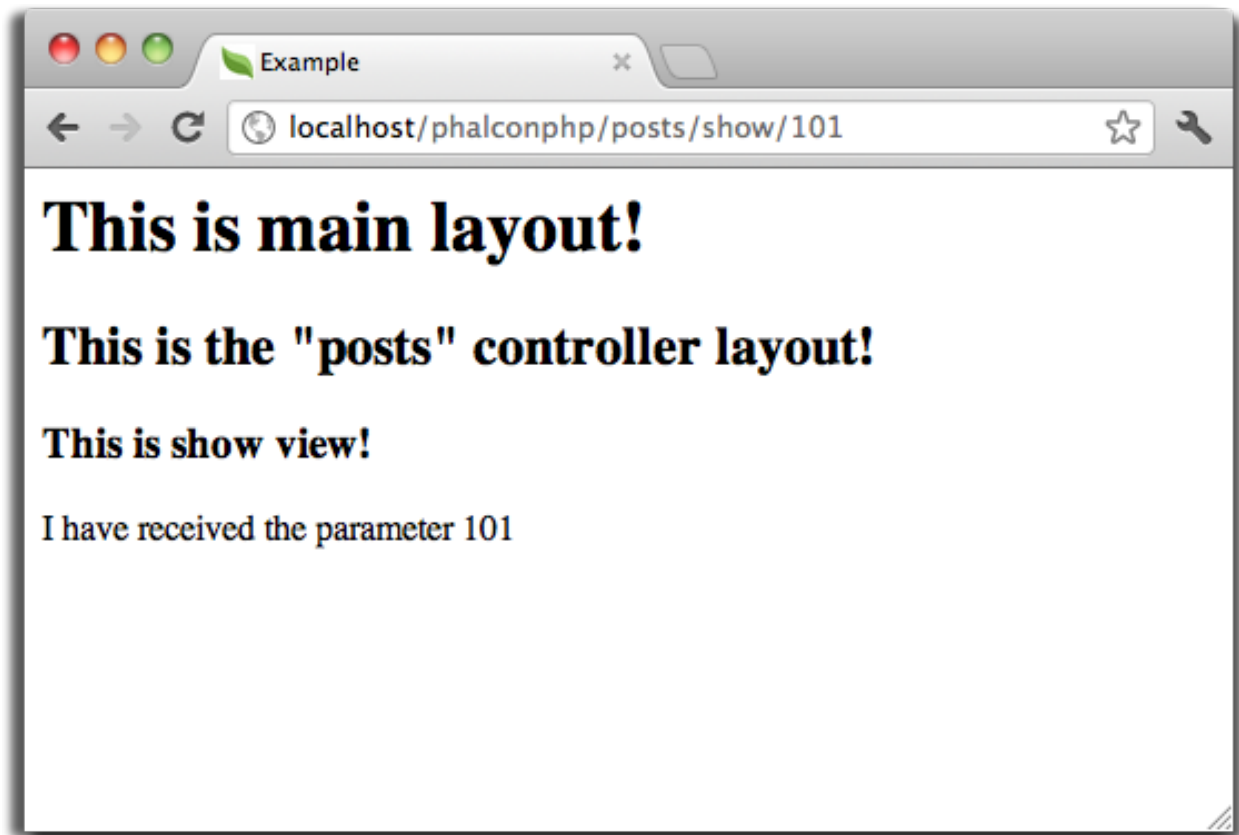 Example
localhost/phalconphp/posts/show/101
This is main layout!
This is the "posts" controller layout!
This is show view!
I have received the parameter 101